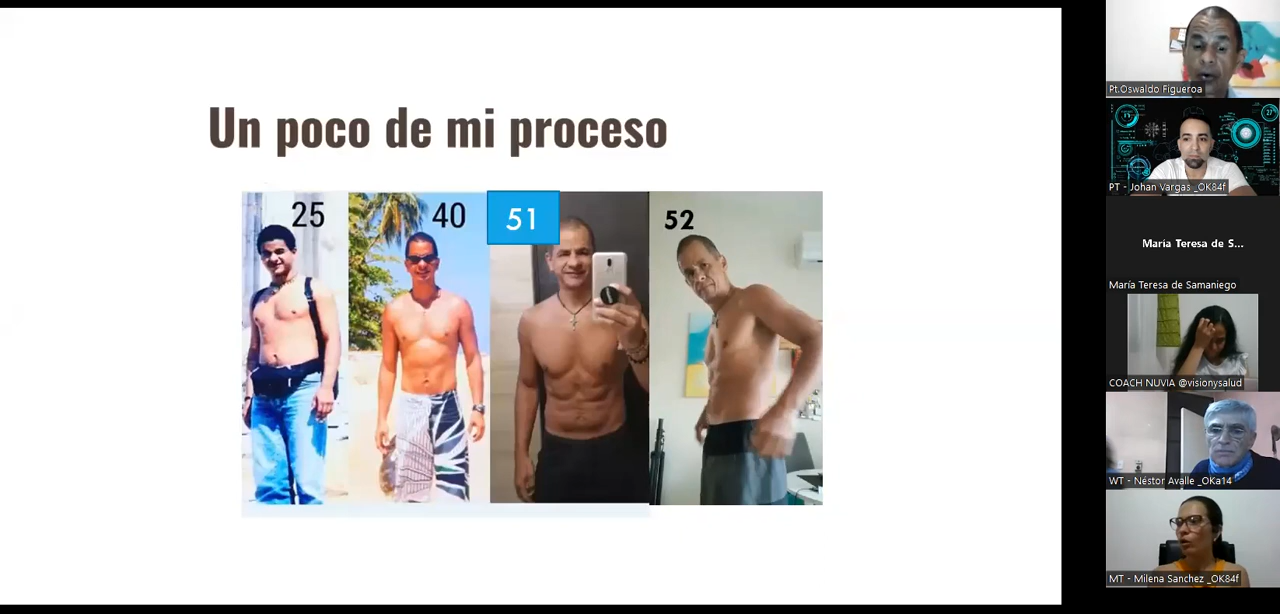 Un poco de mi proceso
25
40
51
52
Pt.Oswaldo Figueroa
27
PT - Johan Vargas _OK84f
María Teresa de S...
María Teresa de Samaniego
COACH NUVIA @visionysalud
WT - Néstor Avalle _OKa14
MT - Milena Sanchez _OK84f